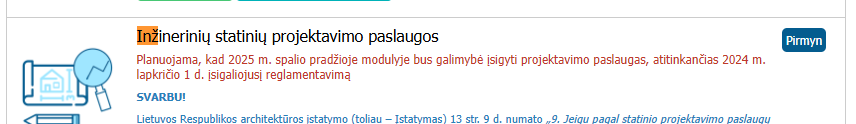 Inžinerinių statinių projektavimo paslaugos
Pirmyn
Planuojama, kad 2025 m. spalio pradžioje modulyje bus galimybė įsigyti projektavimo paslaugas, atitinkančias 2024 m.
lapkričio 1 d. įsigaliojusį reglamentavimą
SVARBU!
Lietuvos Respublikos architektūros įstatymo (toliau – Įstatymas) 13 str. 9 d. numato „9. Jeigu pagal statinio projektavimo paslaugų